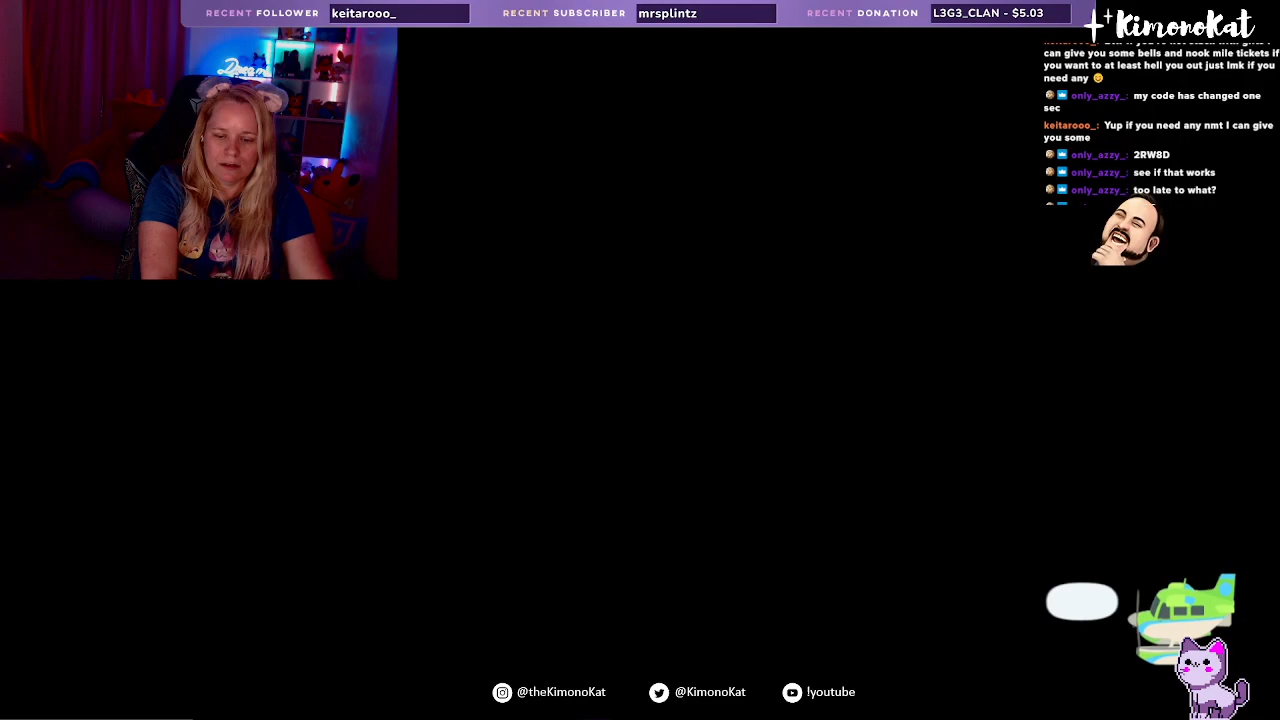 RECENT FOLLOWER keitarooo_ RECENT SUBSCRIBER mrsplintz RECENT DONATION L3G3_CLAN - $5.03
KimonoKat
Dream
can give you some bells and nook mile tickets if
you want to at least hell you out just lmk if you
need any
only_azzy_: my code has changed one
sec
keitarooo_: Yup if you need any nmt I can give
you some
only_azzy_: 2RW8D
only_azzy_: see if that works
only_azzy_: too late to what?
@theKimonoKat @KimonoKat !youtube